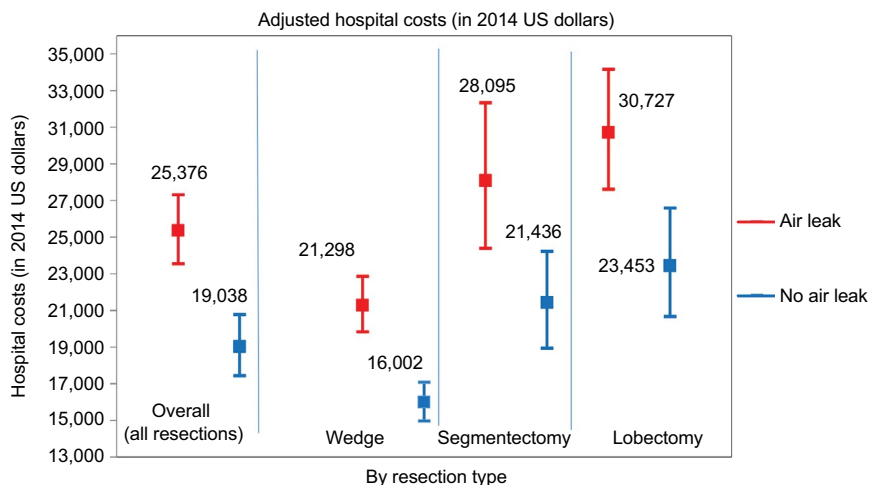 Adjusted hospital costs (in 2014 US dollars)
Hospital costs (in 2014 US dollars)
35,000
33,000
31,000
29,000
27,000
25,000
23,000
21,000
19,000
17,000
15,000
13,000
25,376
19,038
Overall
(all resections)
21,298
16,002
Wedge
28,095
21,436
Segmentectomy
30,727
23,453
Lobectomy
By resection type
Air leak
No air leak